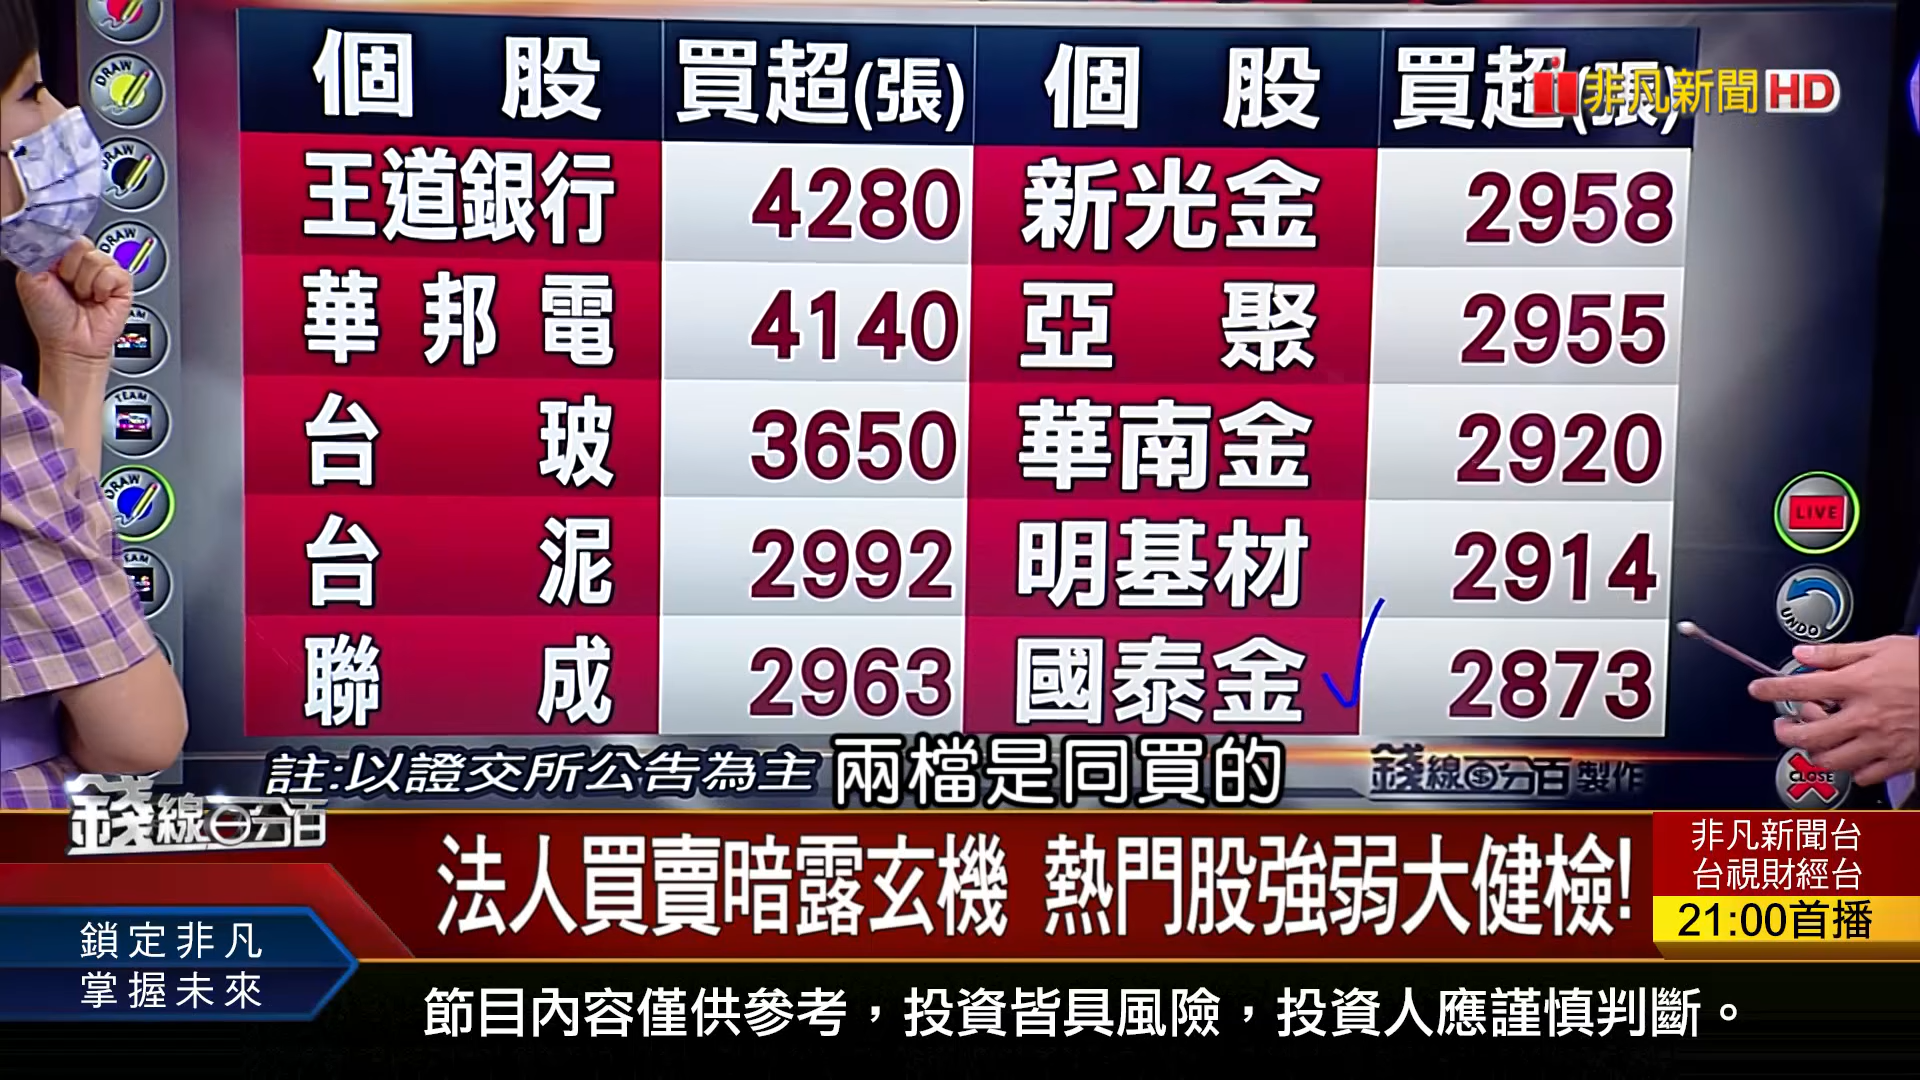 個股 買超(張) 個股 買超(張)
非凡新聞HD
王道銀行 4280 新光金 2958
華邦電 4140 亞聚 2955
台玻 3650 華南金 2920
台泥 2992 明基材 2914
聯成 2963 國泰金 2873
DRAW
DRAW
DRAW
TEAM
DRAW
LIVE
UNDO
CLOSE
註:以證交所公告為主
兩檔是同買的
錢線百分百製作
錢線百分百
法人買賣暗露玄機 熱門股強弱大健檢!
非凡新聞台
台視財經台
21:00首播
鎖定非凡
掌握未來
節目內容僅供參考，投資皆具風險，投資人應謹慎判斷。